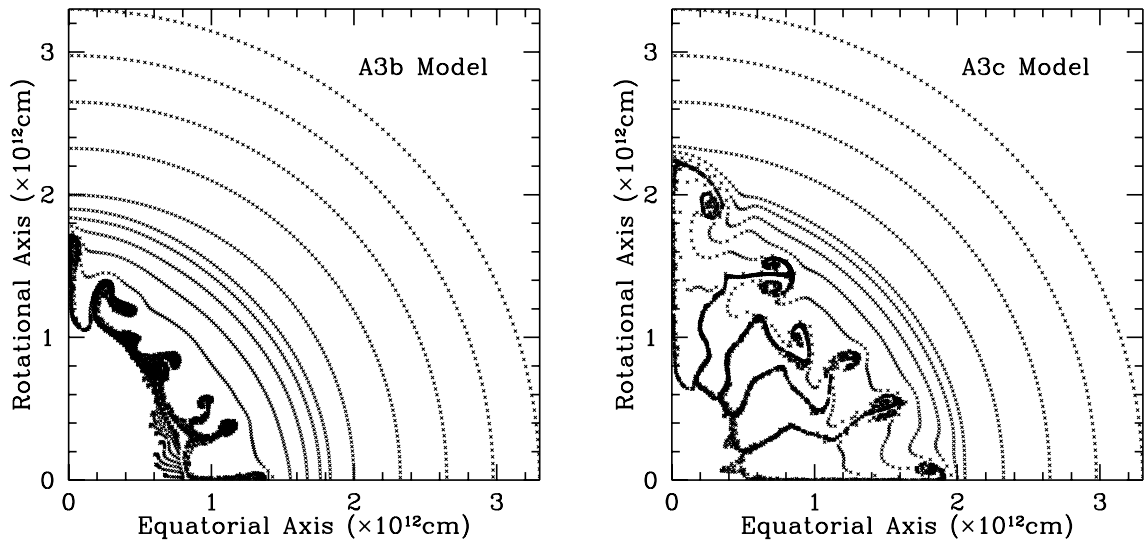 A3b Model
Rotational Axis (×10¹²cm)
3
2
1
0
0 1 2 3
Equatorial Axis (×10¹²cm)
A3c Model
Rotational Axis (×10¹²cm)
3
2
1
0
0 1 2 3
Equatorial Axis (×10¹²cm)